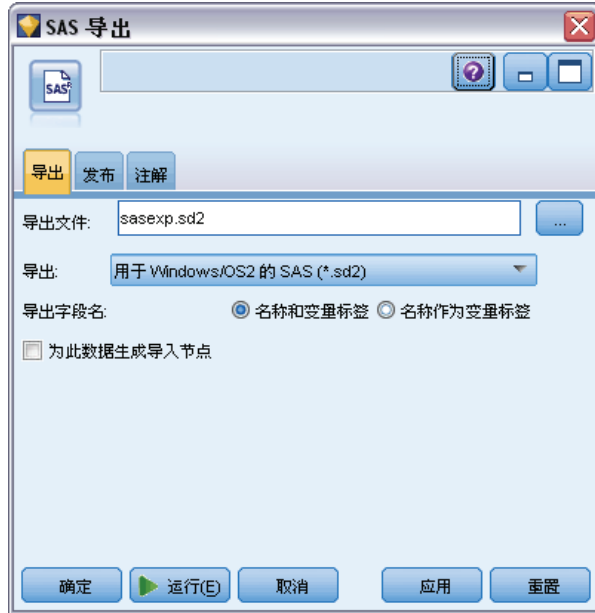 SAS 导出
SAS
导出 发布 注解
导出文件: sasexp.sd2 ...
导出: 用于 Windows/OS2 的 SAS (*.sd2)
导出字段名: 名称和变量标签 名称作为变量标签
为此数据生成导入节点
确定 运行(E) 取消 应用 重置